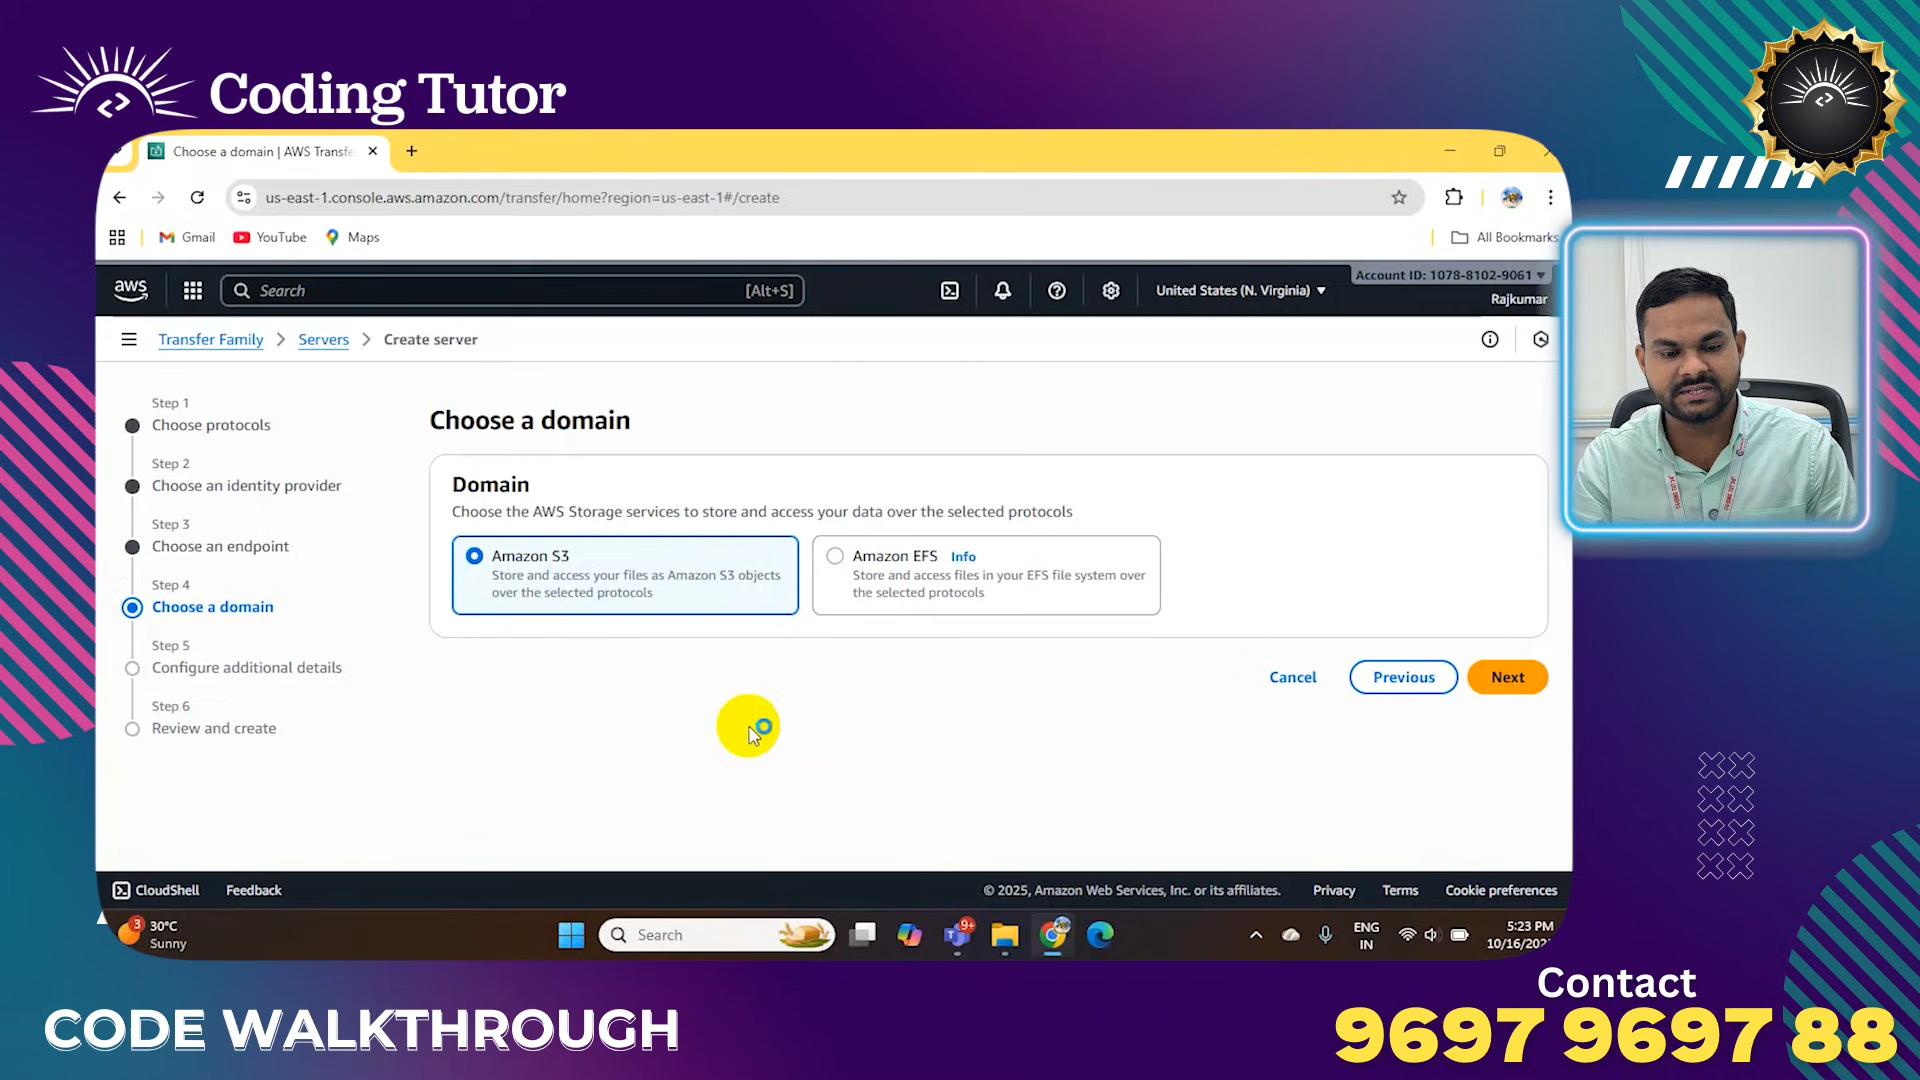 Coding Tutor
Choose a domain | AWS Transfe
us-east-1.console.aws.amazon.com/transfer/home?region=us-east-1#/create
Gmail
YouTube
Maps
All Bookmarks
aws
Search
[Alt+S]
United States (N. Virginia)
Account ID: 1078-8102-9061
Rajkumar
Transfer Family
Servers
Create server
Step 1
Choose protocols
Step 2
Choose an identity provider
Step 3
Choose an endpoint
Step 4
Choose a domain
Step 5
Configure additional details
Step 6
Review and create
Choose a domain
Domain
Choose the AWS Storage services to store and access your data over the selected protocols
Amazon S3
Store and access your files as Amazon S3 objects
over the selected protocols
Amazon EFS Info
Store and access files in your EFS file system over
the selected protocols
Cancel
Previous
Next
CloudShell
Feedback
© 2025, Amazon Web Services, Inc. or its affiliates.
Privacy
Terms
Cookie preferences
3
30°C
Sunny
Search
9+
ENG
IN
5:23 PM
10/16/202
CODE WALKTHROUGH
Contact
9697 9697 88